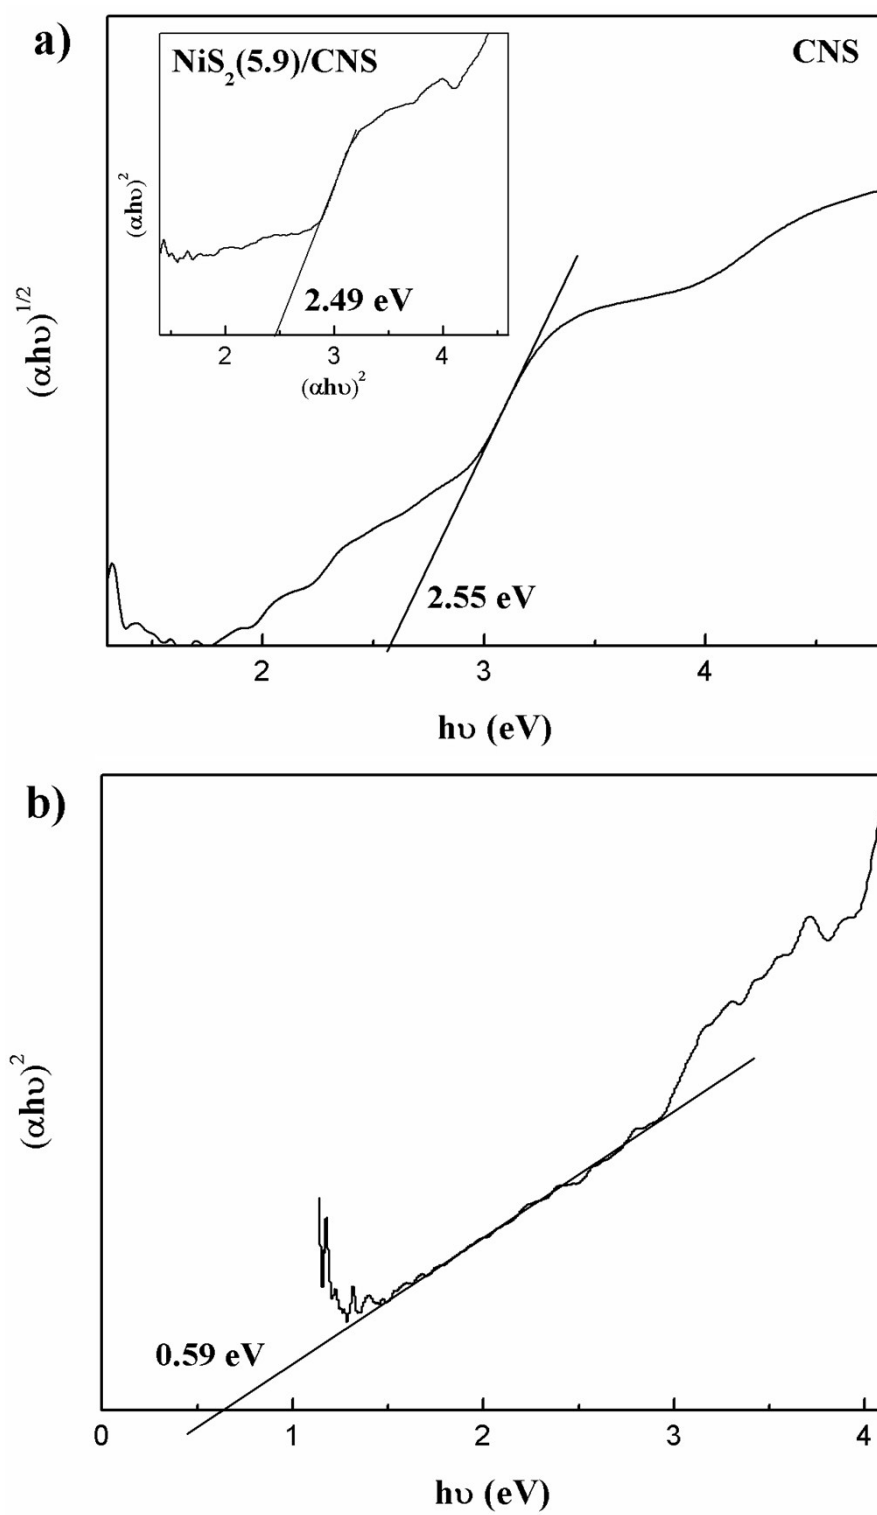 a)
CNS
NiS₂(5.9)/CNS
(αhυ)²
2.49 eV
2 3 4
(αhυ)²
(αhυ)^1/2
2.55 eV
2 3 4
hυ (eV)
b)
(αhυ)²
0.59 eV
0 1 2 3 4
hυ (eV)